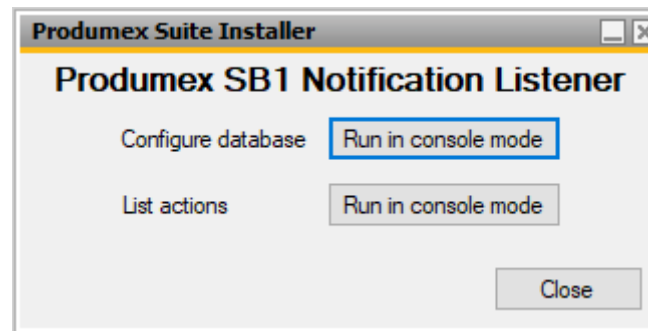 Produmex Suite Installer
Produmex SB1 Notification Listener
Configure database Run in console mode
List actions Run in console mode
Close